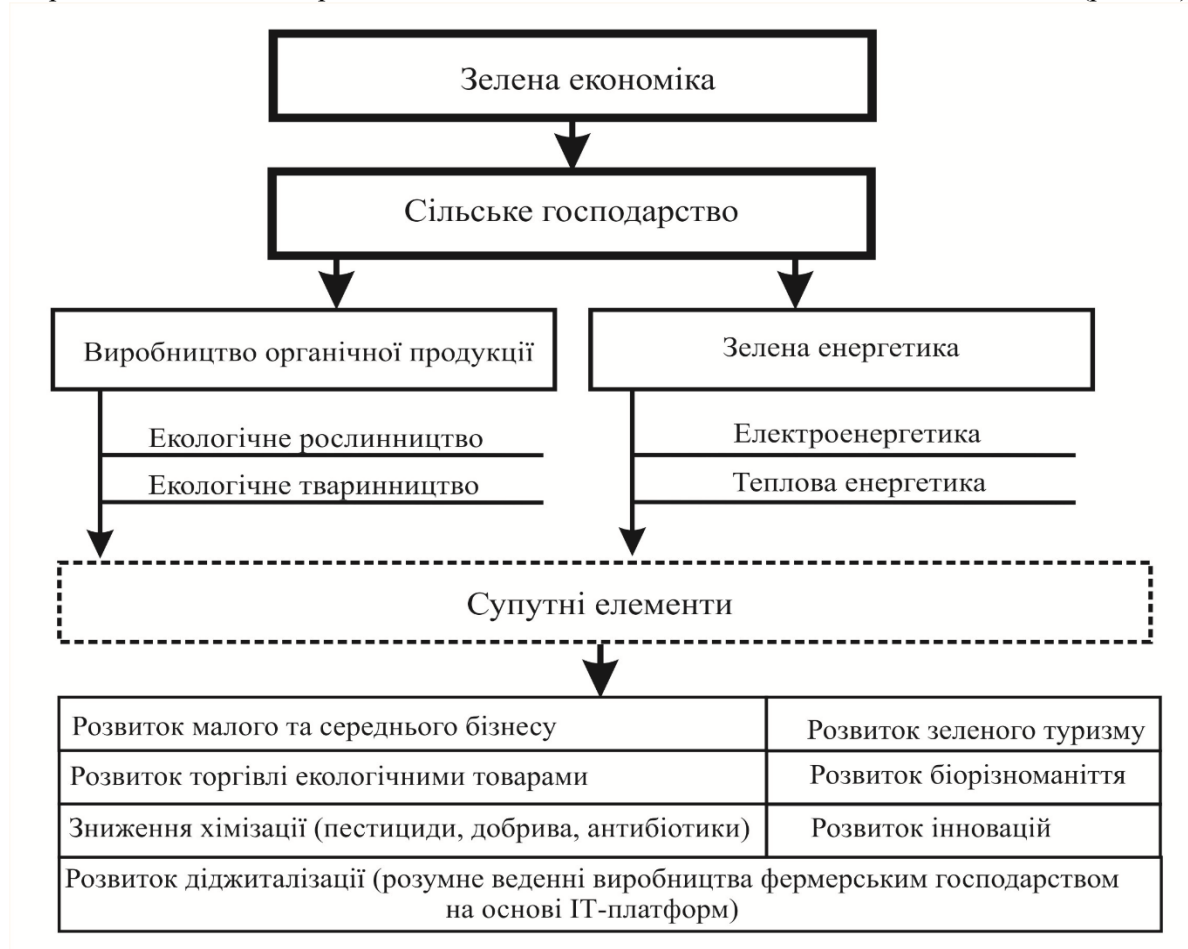 Зелена економіка
Сільське господарство
Виробництво органічної продукції
Зелена енергетика
Екологічне рослинництво
Екологічне тваринництво
Електроенергетика
Теплова енергетика
Супутні елементи
Розвиток малого та середнього бізнесу
Розвиток зеленого туризму
Розвиток торгівлі екологічними товарами
Розвиток біорізноманіття
Зниження хімізації (пестициди, добрива, антибіотики)
Розвиток інновацій
Розвиток діджиталізації (розумне веденні виробництва фермерським господарством
на основі ІТ-платформ)